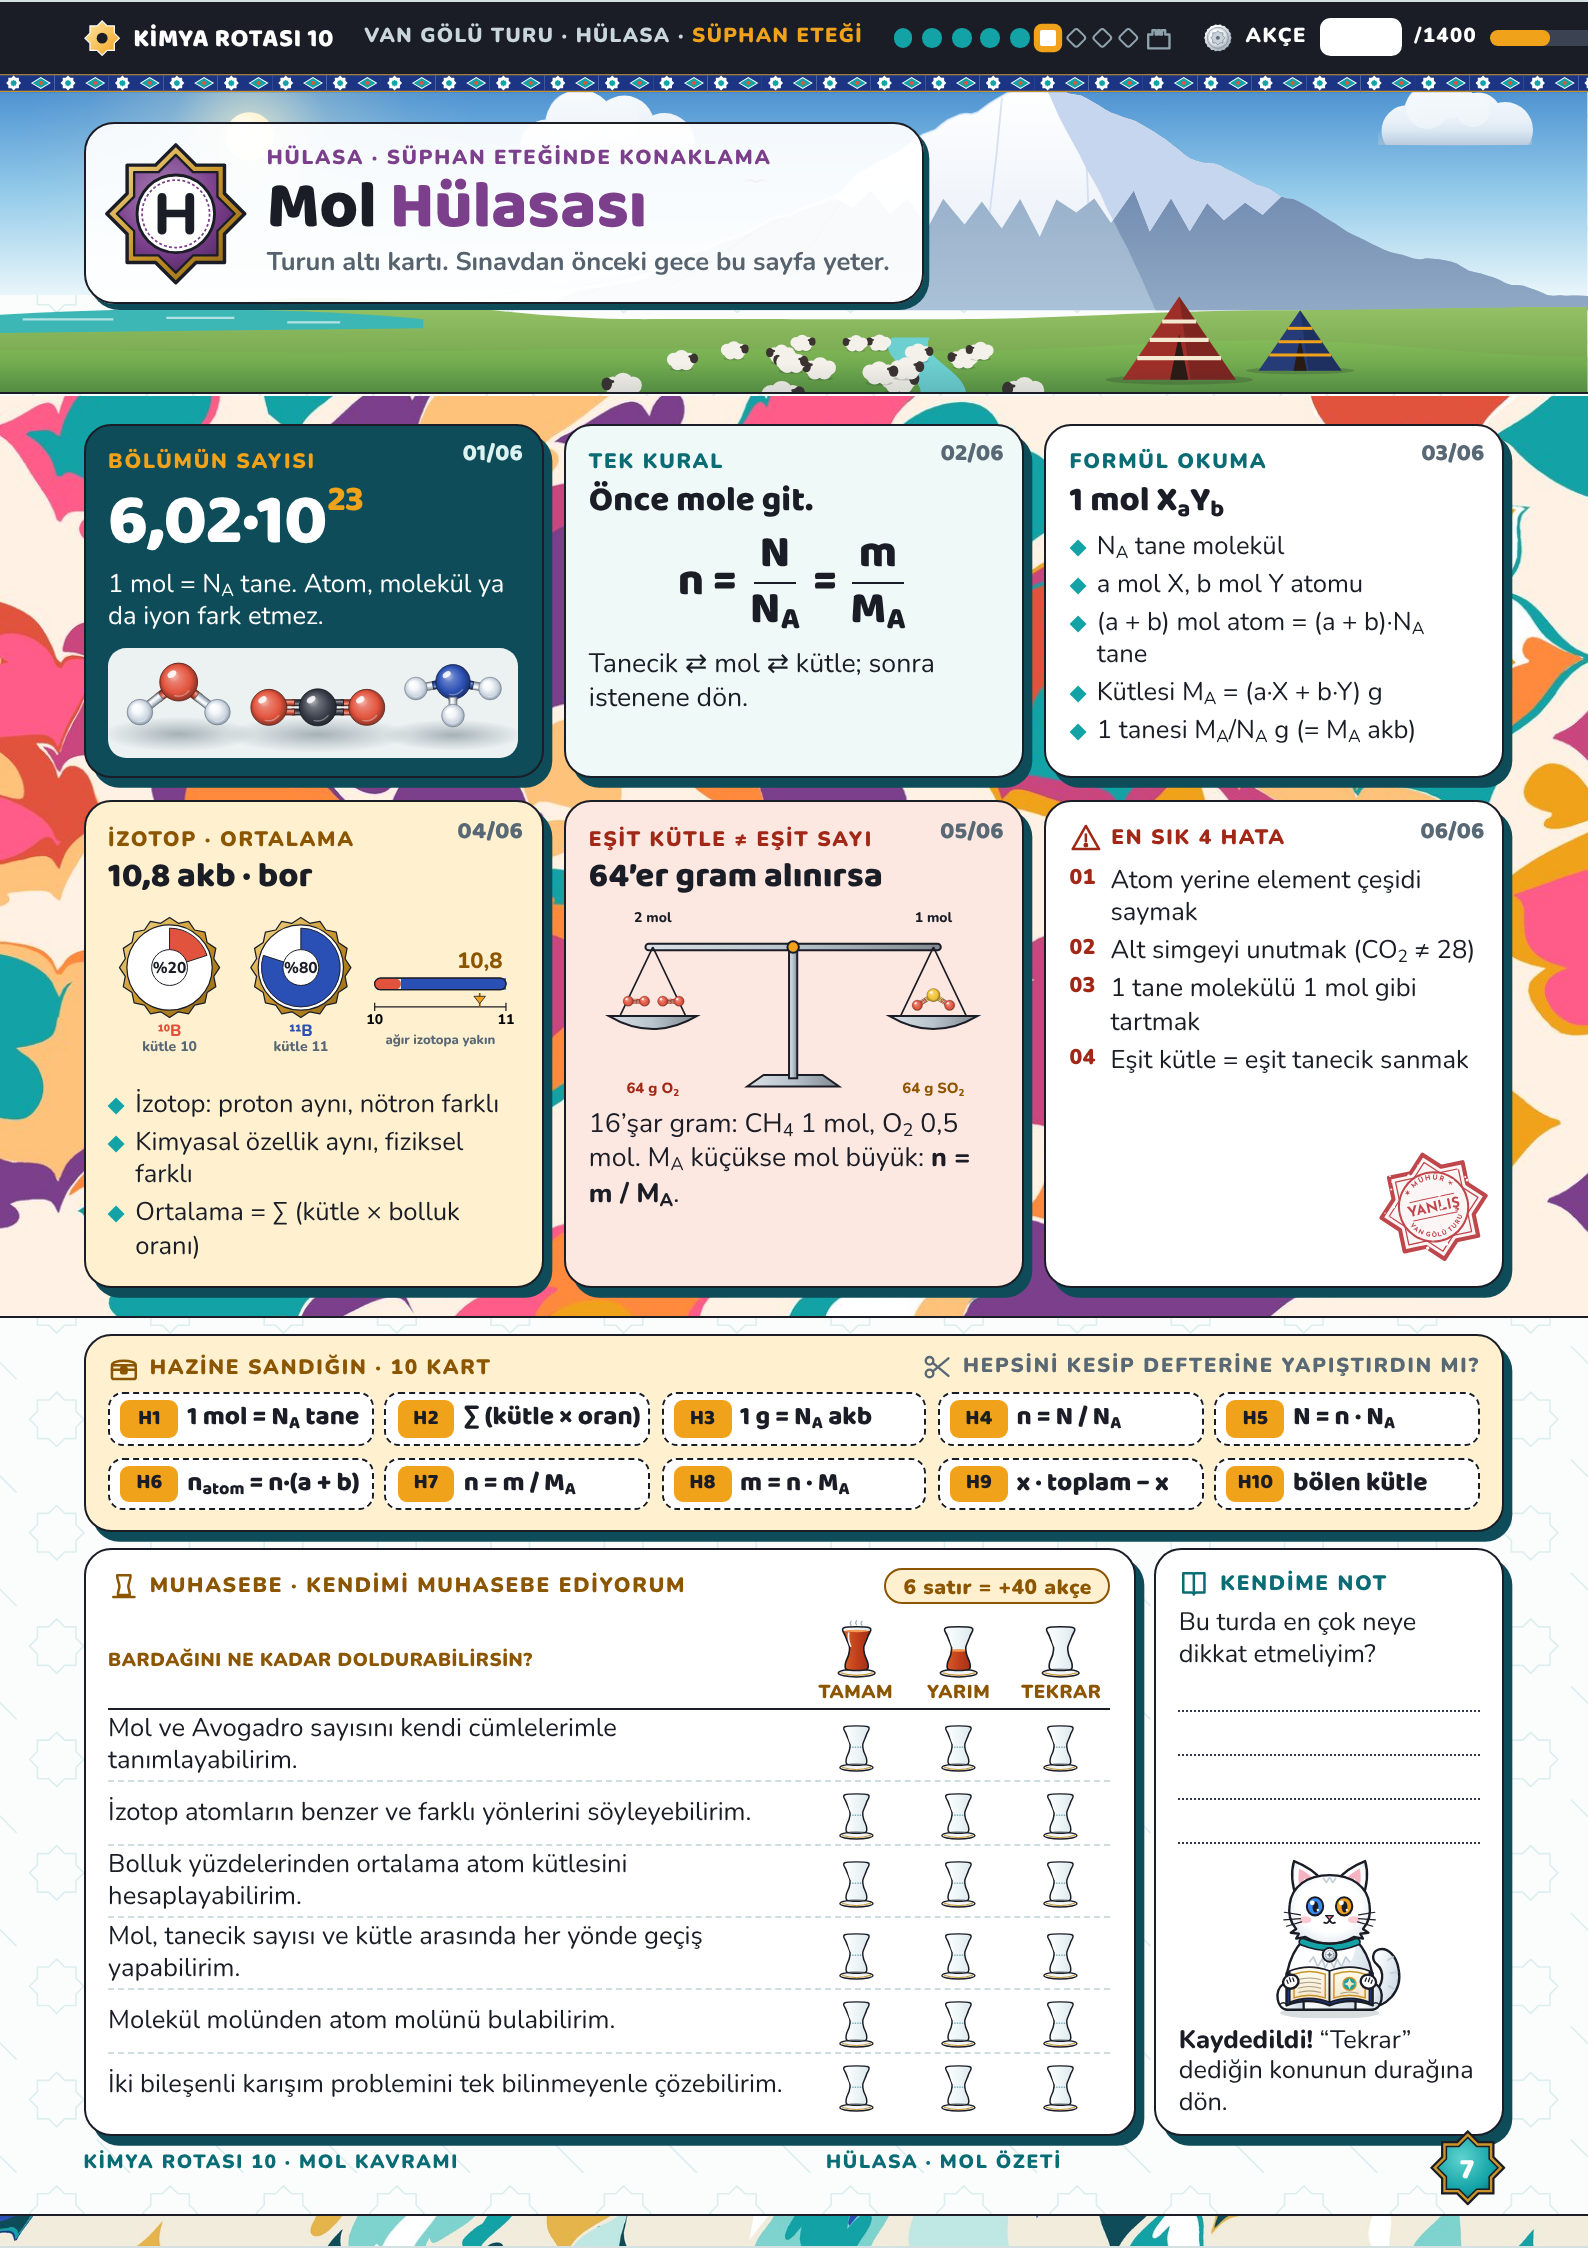 KİMYA ROTASI 10 VAN GÖLÜ TURU · HÜLASA · SÜPHAN ETEĞİ AKÇE /1400
HÜLASA · SÜPHAN ETEĞİNDE KONAKLAMA
H
Mol Hülasası
Turun altı kartı. Sınavdan önceki gece bu sayfa yeter.
BÖLÜMÜN SAYISI 01/06
6,02·10²³
1 mol = N_A tane. Atom, molekül ya
da iyon fark etmez.
TEK KURAL 02/06
Önce mole git.
n = N/N_A = m/M_A
Tanecik ⇄ mol ⇄ kütle; sonra
istenene dön.
FORMÜL OKUMA 03/06
1 mol XₐY_b
N_A tane molekül
a mol X, b mol Y atomu
(a + b) mol atom = (a + b)·N_A
tane
Kütlesi M_A = (a·X + b·Y) g
1 tanesi M_A/N_A g (= M_A akb)
İZOTOP · ORTALAMA 04/06
10,8 akb · bor
%20 %80 10,8
10 11
¹⁰B ¹¹B
kütle 10 kütle 11 ağır izotopa yakın
İzotop: proton aynı, nötron farklı
Kimyasal özellik aynı, fiziksel
farklı
Ortalama = ∑ (kütle × bolluk
oranı)
EŞİT KÜTLE ≠ EŞİT SAYI 05/06
64’er gram alınırsa
2 mol 1 mol
64 g O₂ 64 g SO₂
16’şar gram: CH₄ 1 mol, O₂ 0,5
mol. M_A küçükse mol büyük: n =
m / M_A.
EN SIK 4 HATA 06/06
01 Atom yerine element çeşidi
saymak
02 Alt simgeyi unutmak (CO₂ ≠ 28)
03 1 tane molekülü 1 mol gibi
tartmak
04 Eşit kütle = eşit tanecik sanmak
MÜHÜR
YANLIŞ
VAN GÖLÜ TURU
HAZİNE SANDIĞIN · 10 KART HEPSİNİ KESİP DEFTERİNE YAPIŞTIRDIN MI?
H1 1 mol = N_A tane H2 ∑ (kütle × oran) H3 1 g = N_A akb H4 n = N / N_A H5 N = n · N_A
H6 n_atom = n·(a + b) H7 n = m / M_A H8 m = n · M_A H9 x · toplam − x H10 bölen kütle
MUHASEBE · KENDİMİ MUHASEBE EDİYORUM 6 satır = +40 akçe
BARDAĞINI NE KADAR DOLDURABİLİRSİN?
TAMAM YARIM TEKRAR
Mol ve Avogadro sayısını kendi cümlelerimle
tanımlayabilirim.
İzotop atomların benzer ve farklı yönlerini söyleyebilirim.
Bolluk yüzdelerinden ortalama atom kütlesini
hesaplayabilirim.
Mol, tanecik sayısı ve kütle arasında her yönde geçiş
yapabilirim.
Molekül molünden atom molünü bulabilirim.
İki bileşenli karışım problemini tek bilinmeyenle çözebilirim.
KENDİME NOT
Bu turda en çok neye
dikkat etmeliyim?
Kaydedildi! “Tekrar”
dediğin konunun durağına
dön.
KİMYA ROTASI 10 · MOL KAVRAMI HÜLASA · MOL ÖZETİ 7